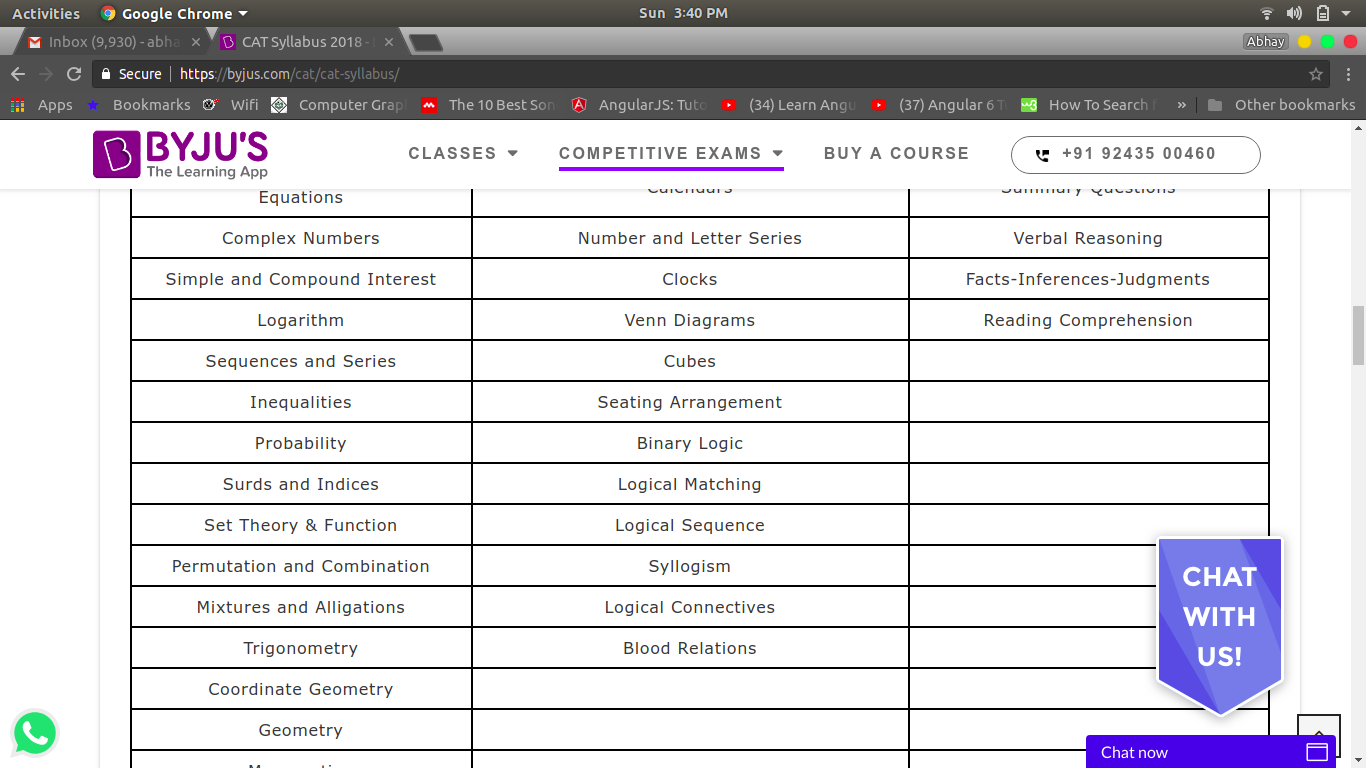 Activities Google Chrome Sun 3:40 PM
Inbox (9,930) - abha CAT Syllabus 2018 - Abhay
Secure https://byjus.com/cat/cat-syllabus/
Apps Bookmarks Wifi Computer Grap The 10 Best Son AngularJS: Tuto (34) Learn Angu (37) Angular 6 T How To Search f » Other bookmarks
BYJU'S
The Learning App
CLASSES COMPETITIVE EXAMS BUY A COURSE +91 92435 00460
Equations Calendars Summary Questions
Complex Numbers Number and Letter Series Verbal Reasoning
Simple and Compound Interest Clocks Facts-Inferences-Judgments
Logarithm Venn Diagrams Reading Comprehension
Sequences and Series Cubes
Inequalities Seating Arrangement
Probability Binary Logic
Surds and Indices Logical Matching
Set Theory & Function Logical Sequence
Permutation and Combination Syllogism
Mixtures and Alligations Logical Connectives
Trigonometry Blood Relations
Coordinate Geometry
Geometry
CHAT
WITH
US!
Chat now